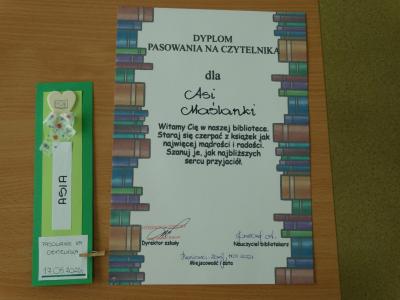 DYPLOM
PASOWANIA NA CZYTELNIKA
dla
Asi
Maślanki
Witamy Cię w naszej bibliotece.
Staraj się czerpać z książek jak
najwięcej mądrości i radości.
Szanuj je, jak najbliższych
sercu przyjaciół.
Dyrektor szkoły
Nauczyciel bibliotekarz
Miejscowość i data
ASIA
PASOWANIE NA
CZYTELNIKA